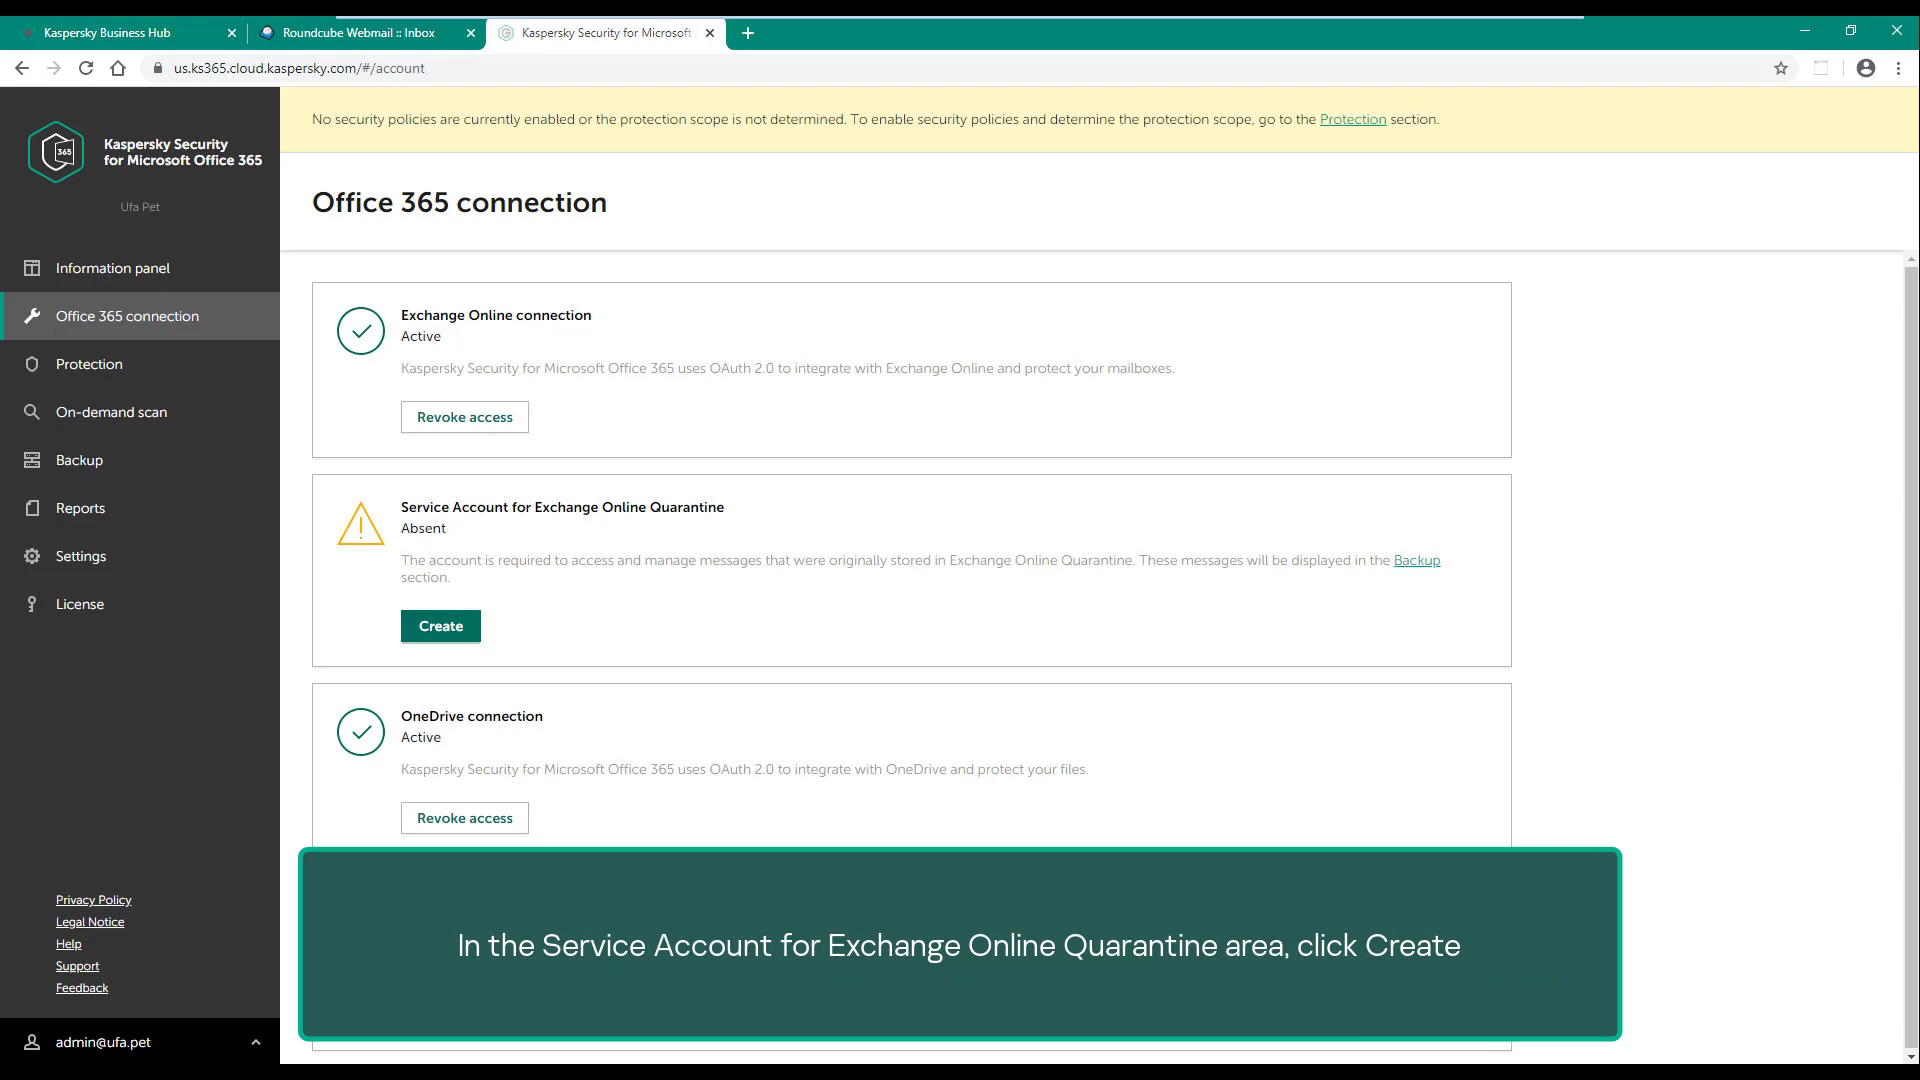 Kaspersky Business Hub
Roundcube Webmail :: Inbox
Kaspersky Security for Microsoft
us.ks365.cloud.kaspersky.com/#/account
365
Kaspersky Security
for Microsoft Office 365
Ufa Pet
Information panel
Office 365 connection
Protection
On-demand scan
Backup
Reports
Settings
License
Privacy Policy
Legal Notice
Help
Support
Feedback
admin@ufa.pet
No security policies are currently enabled or the protection scope is not determined. To enable security policies and determine the protection scope, go to the Protection section.
Office 365 connection
Exchange Online connection
Active
Kaspersky Security for Microsoft Office 365 uses OAuth 2.0 to integrate with Exchange Online and protect your mailboxes.
Revoke access
Service Account for Exchange Online Quarantine
Absent
The account is required to access and manage messages that were originally stored in Exchange Online Quarantine. These messages will be displayed in the Backup
section.
Create
OneDrive connection
Active
Kaspersky Security for Microsoft Office 365 uses OAuth 2.0 to integrate with OneDrive and protect your files.
Revoke access
In the Service Account for Exchange Online Quarantine area, click Create